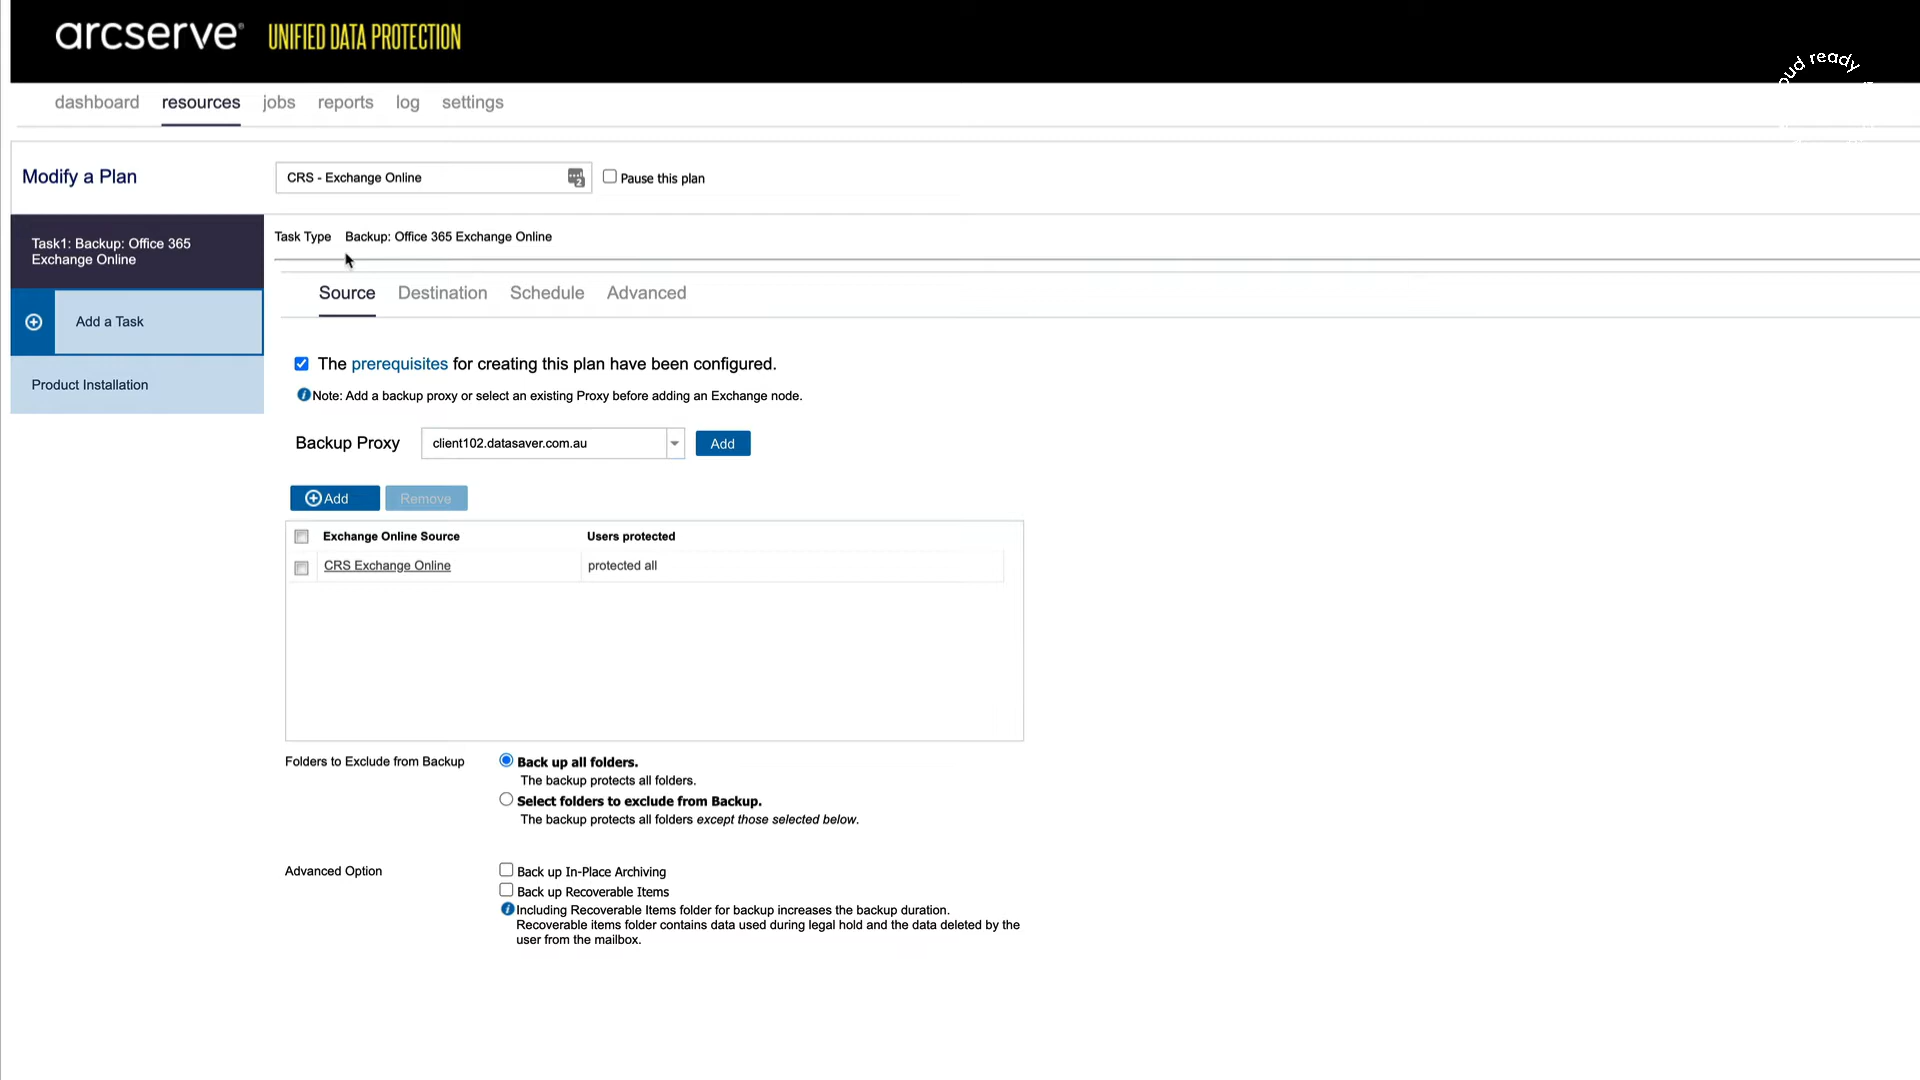 arcserve® UNIFIED DATA PROTECTION
ready
dashboard resources jobs reports log settings
Modify a Plan
CRS - Exchange Online
2
Pause this plan
Task1: Backup: Office 365
Exchange Online
Add a Task
Product Installation
Task Type Backup: Office 365 Exchange Online
Source Destination Schedule Advanced
The prerequisites for creating this plan have been configured.
Note: Add a backup proxy or select an existing Proxy before adding an Exchange node.
Backup Proxy client102.datasaver.com.au Add
Add Remove
Exchange Online Source Users protected
CRS Exchange Online protected all
Folders to Exclude from Backup
Back up all folders.
The backup protects all folders.
Select folders to exclude from Backup.
The backup protects all folders except those selected below.
Advanced Option
Back up In-Place Archiving
Back up Recoverable Items
Including Recoverable Items folder for backup increases the backup duration.
Recoverable items folder contains data used during legal hold and the data deleted by the
user from the mailbox.